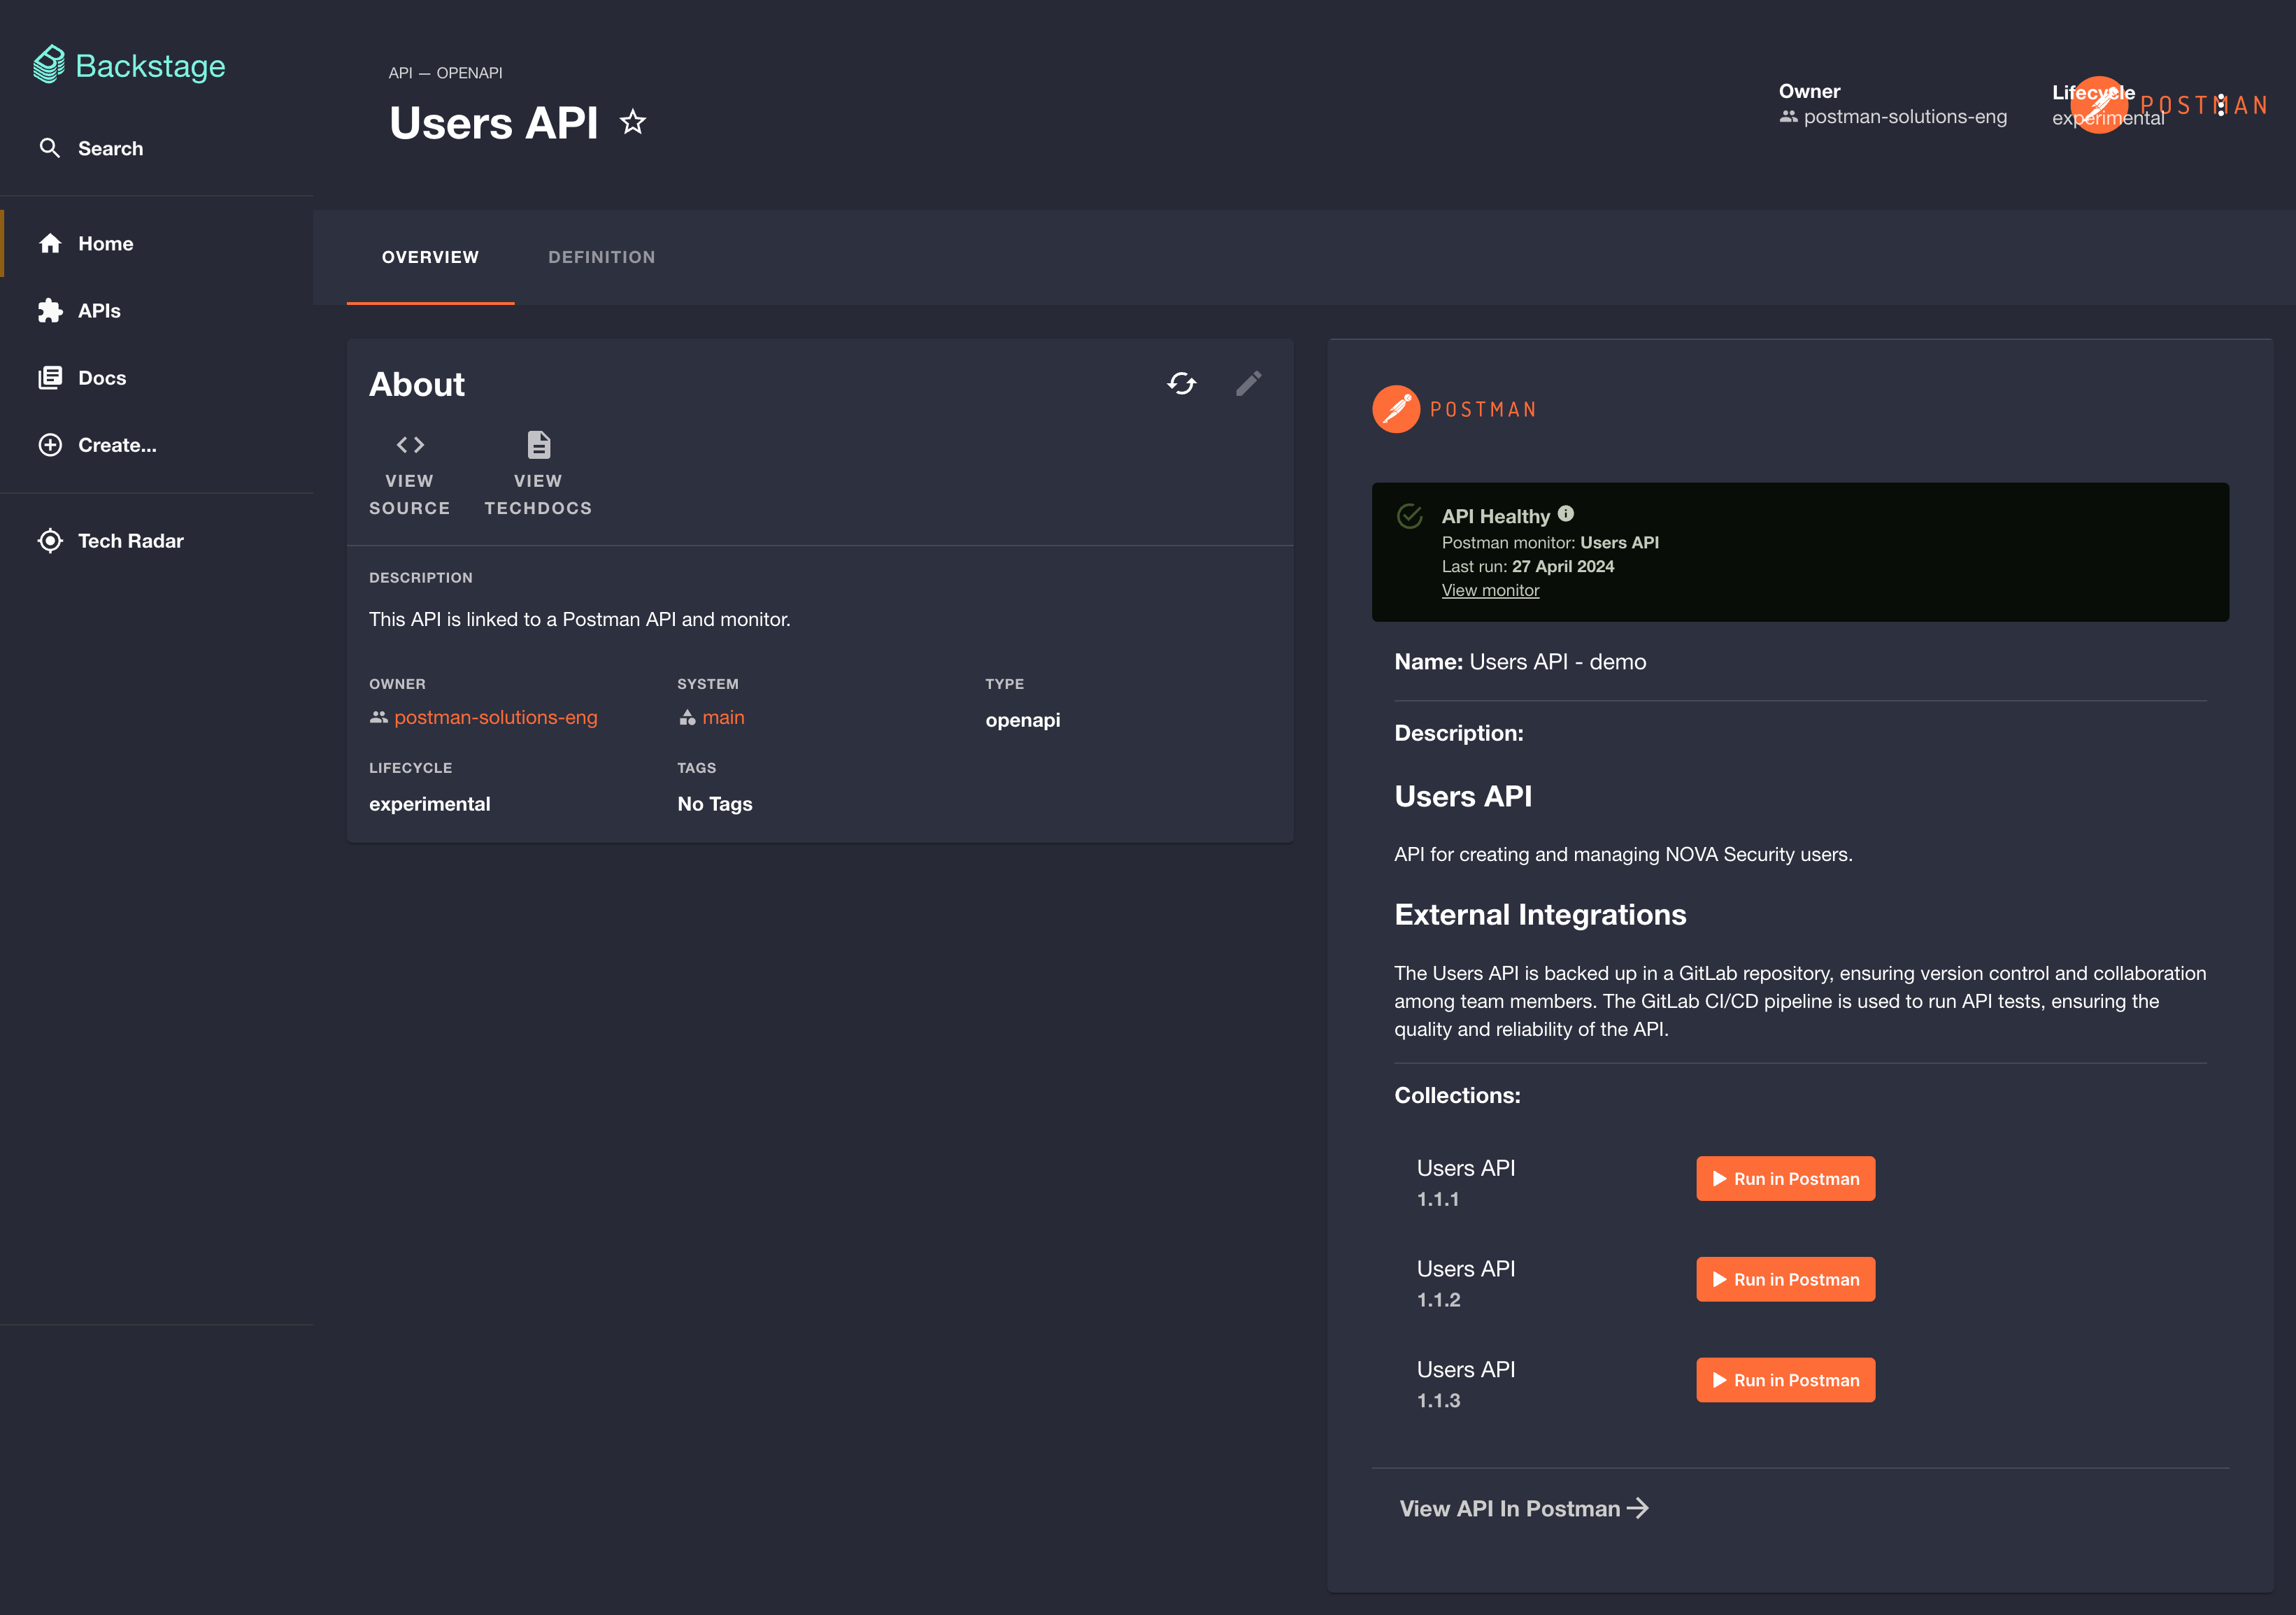 Backstage
Search
Home
APIs
Docs
Create...
Tech Radar
API — OPENAPI
Users API
Owner
postman-solutions-eng
Lifecycle
experimental
POSTMAN
OVERVIEW
DEFINITION
About
VIEW
SOURCE
VIEW
TECHDOCS
DESCRIPTION
This API is linked to a Postman API and monitor.
OWNER
postman-solutions-eng
SYSTEM
main
TYPE
openapi
LIFECYCLE
experimental
TAGS
No Tags
POSTMAN
API Healthy
Postman monitor: Users API
Last run: 27 April 2024
View monitor
Name: Users API - demo
Description:
Users API
API for creating and managing NOVA Security users.
External Integrations
The Users API is backed up in a GitLab repository, ensuring version control and collaboration
among team members. The GitLab CI/CD pipeline is used to run API tests, ensuring the
quality and reliability of the API.
Collections:
Users API
1.1.1
Run in Postman
Users API
1.1.2
Run in Postman
Users API
1.1.3
Run in Postman
View API In Postman